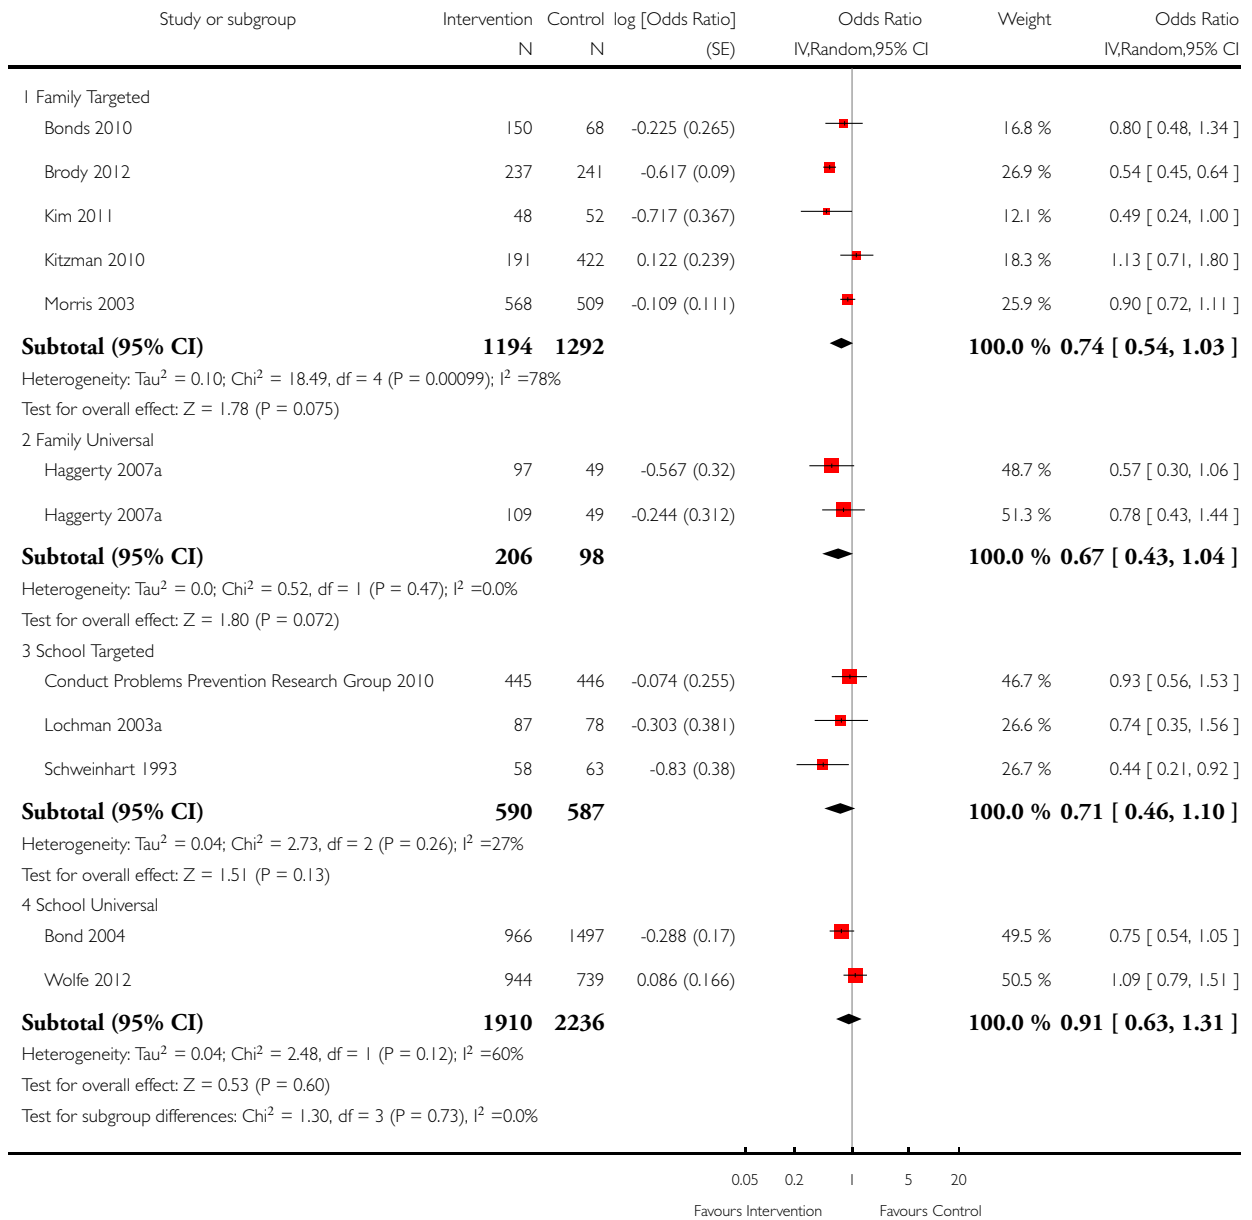 Study or subgroup Intervention Control log [Odds Ratio] Odds Ratio Weight Odds Ratio
N N (SE) IV,Random,95% CI IV,Random,95% CI
1 Family Targeted
Bonds 2010 150 68 -0.225 (0.265) 16.8 % 0.80 [ 0.48, 1.34 ]
Brody 2012 237 241 -0.617 (0.09) 26.9 % 0.54 [ 0.45, 0.64 ]
Kim 2011 48 52 -0.717 (0.367) 12.1 % 0.49 [ 0.24, 1.00 ]
Kitzman 2010 191 422 0.122 (0.239) 18.3 % 1.13 [ 0.71, 1.80 ]
Morris 2003 568 509 -0.109 (0.111) 25.9 % 0.90 [ 0.72, 1.11 ]
Subtotal (95% CI) 1194 1292 100.0 % 0.74 [ 0.54, 1.03 ]
Heterogeneity: Tau² = 0.10; Chi² = 18.49, df = 4 (P = 0.00099); I² =78%
Test for overall effect: Z = 1.78 (P = 0.075)
2 Family Universal
Haggerty 2007a 97 49 -0.567 (0.32) 48.7 % 0.57 [ 0.30, 1.06 ]
Haggerty 2007a 109 49 -0.244 (0.312) 51.3 % 0.78 [ 0.43, 1.44 ]
Subtotal (95% CI) 206 98 100.0 % 0.67 [ 0.43, 1.04 ]
Heterogeneity: Tau² = 0.0; Chi² = 0.52, df = 1 (P = 0.47); I² =0.0%
Test for overall effect: Z = 1.80 (P = 0.072)
3 School Targeted
Conduct Problems Prevention Research Group 2010 445 446 -0.074 (0.255) 46.7 % 0.93 [ 0.56, 1.53 ]
Lochman 2003a 87 78 -0.303 (0.381) 26.6 % 0.74 [ 0.35, 1.56 ]
Schweinhart 1993 58 63 -0.83 (0.38) 26.7 % 0.44 [ 0.21, 0.92 ]
Subtotal (95% CI) 590 587 100.0 % 0.71 [ 0.46, 1.10 ]
Heterogeneity: Tau² = 0.04; Chi² = 2.73, df = 2 (P = 0.26); I² =27%
Test for overall effect: Z = 1.51 (P = 0.13)
4 School Universal
Bond 2004 966 1497 -0.288 (0.17) 49.5 % 0.75 [ 0.54, 1.05 ]
Wolfe 2012 944 739 0.086 (0.166) 50.5 % 1.09 [ 0.79, 1.51 ]
Subtotal (95% CI) 1910 2236 100.0 % 0.91 [ 0.63, 1.31 ]
Heterogeneity: Tau² = 0.04; Chi² = 2.48, df = 1 (P = 0.12); I² =60%
Test for overall effect: Z = 0.53 (P = 0.60)
Test for subgroup differences: Chi² = 1.30, df = 3 (P = 0.73), I² =0.0%
0.05 0.2 1 5 20
Favours Intervention Favours Control